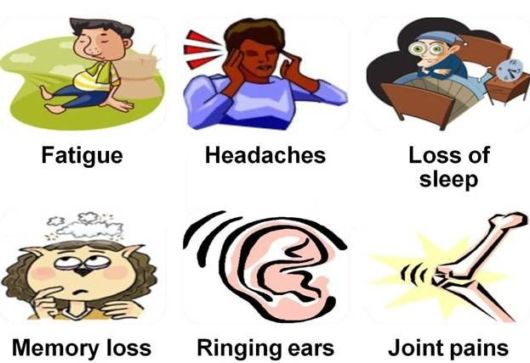 Fatigue
Headaches
Loss of
sleep
Memory loss
Ringing ears
Joint pains